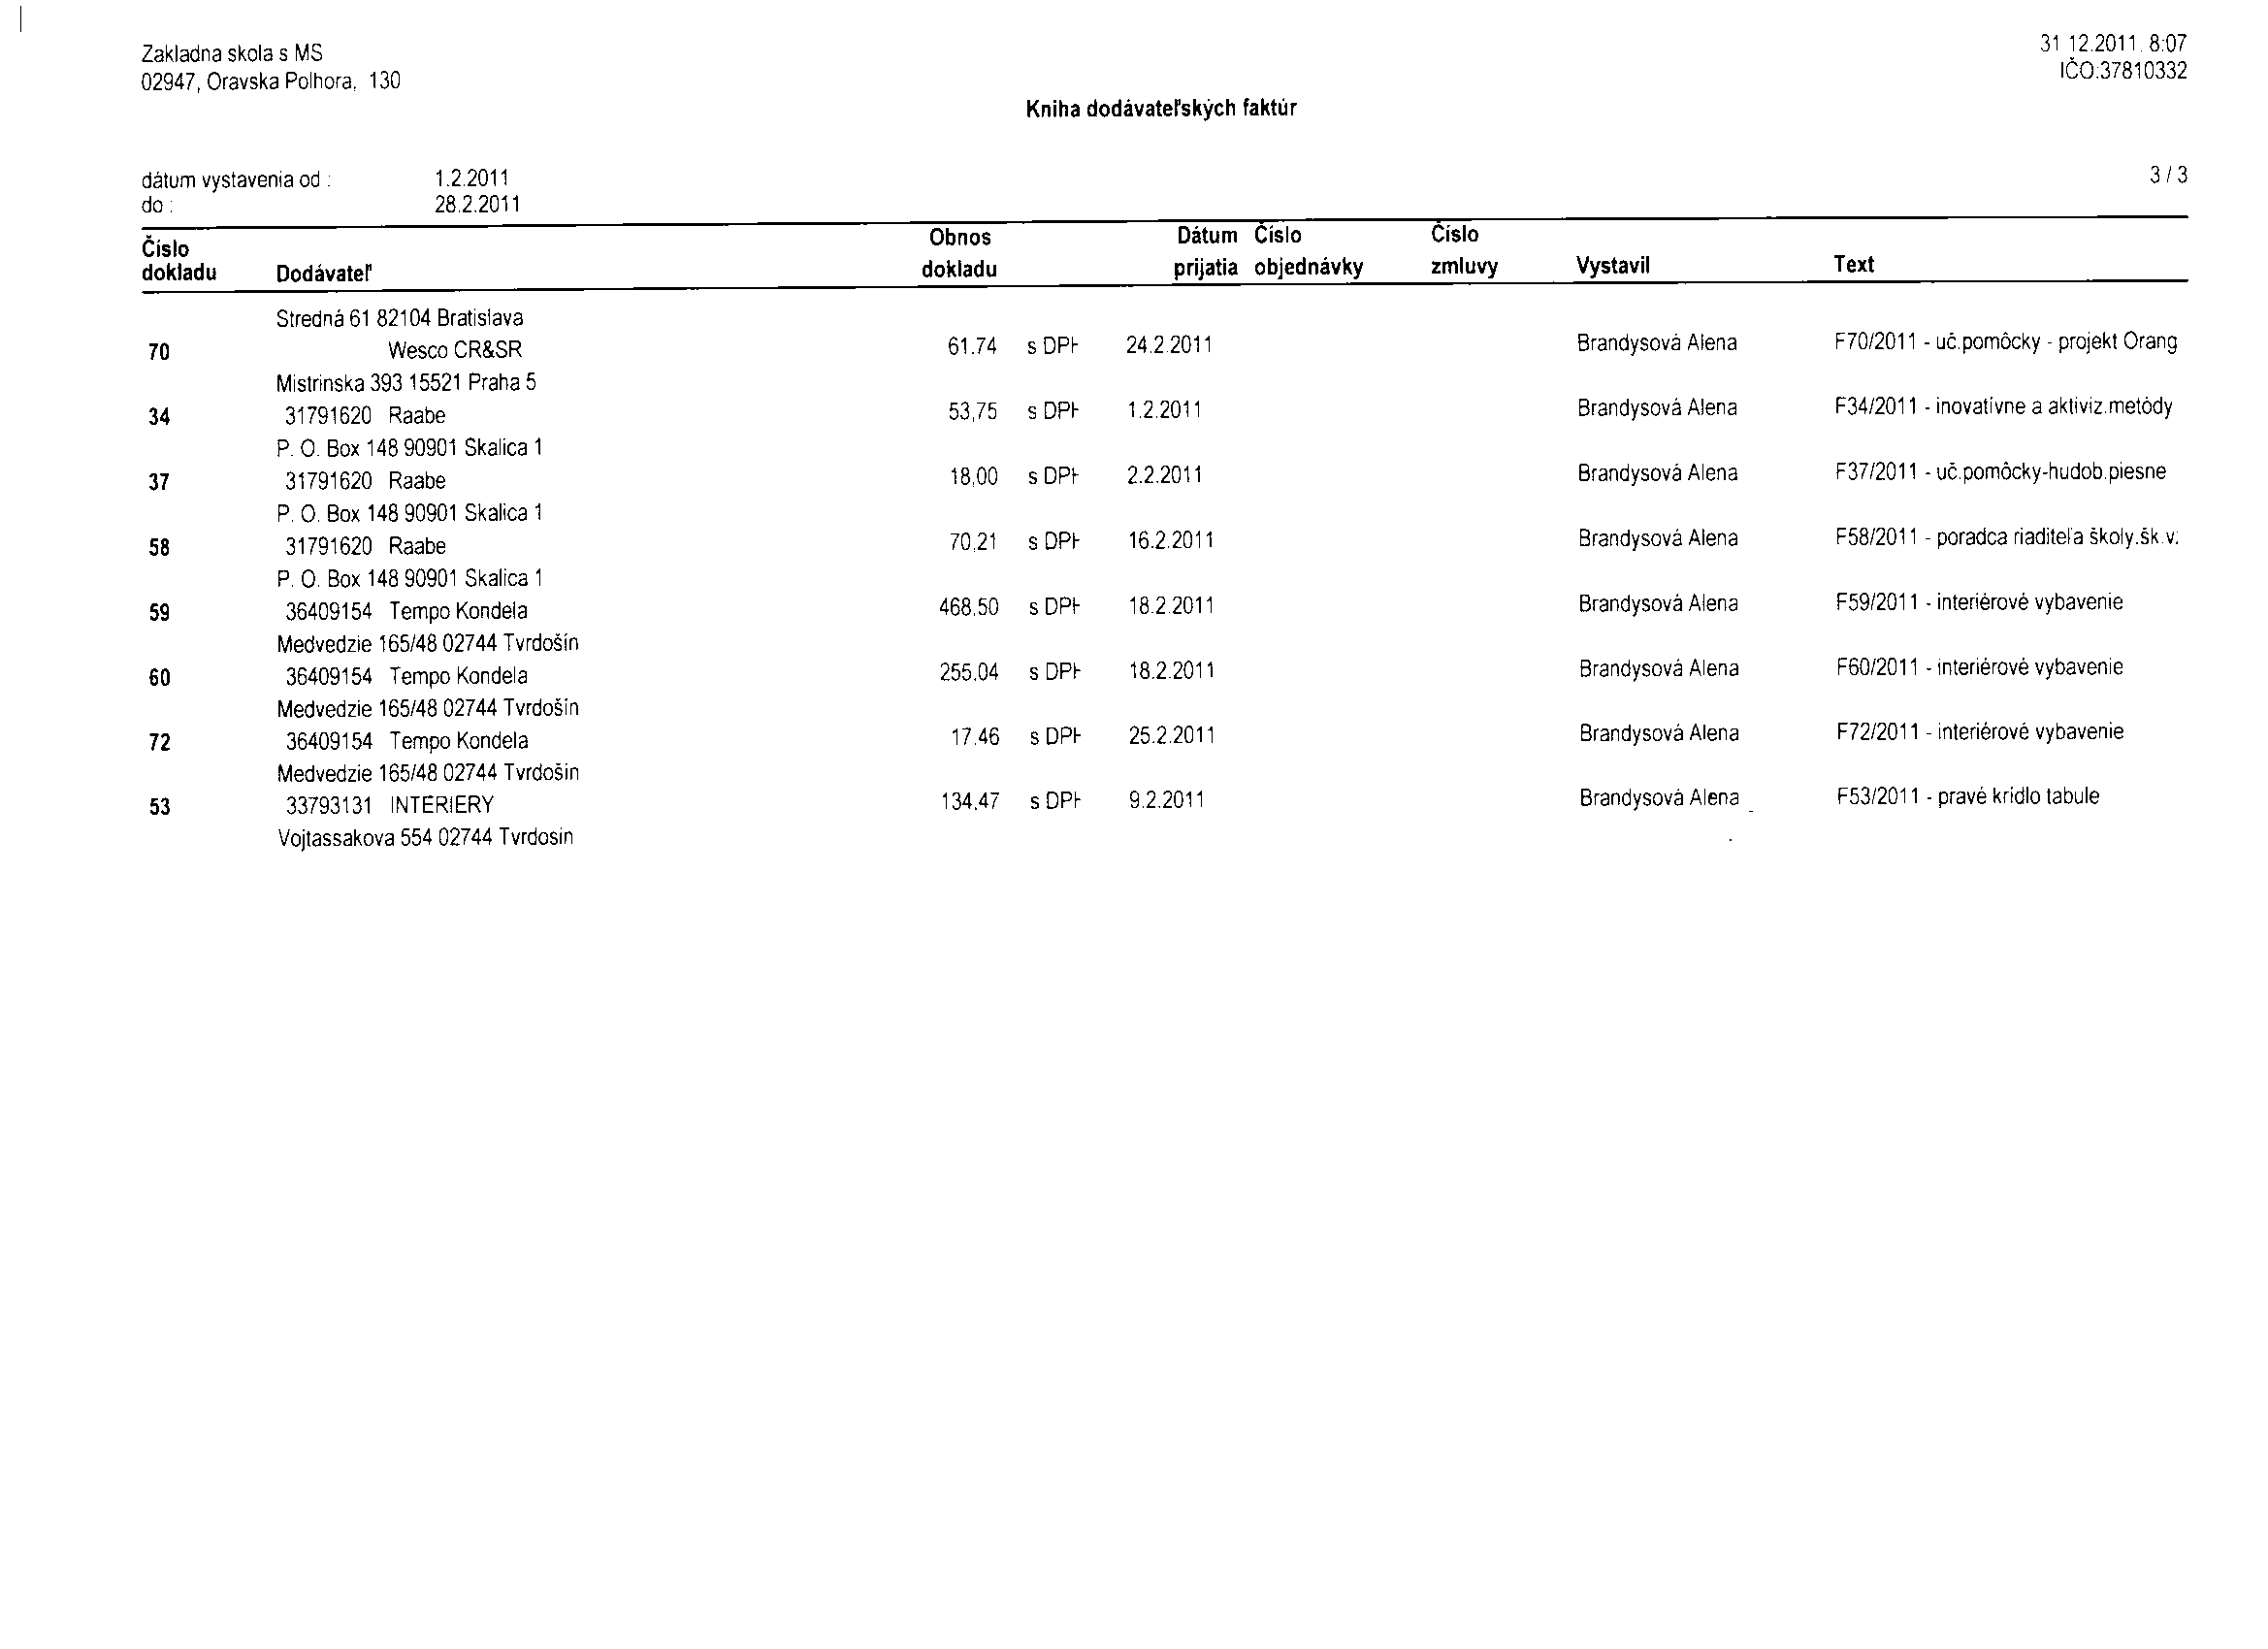 Zakladna skola s MS
02947, Oravska Polhora, 130
31 12.2011 8:07
IČO:37810332
Kniha dodávateľských faktúr
dátum vystavenia od : 1.2.2011
do : 28.2.2011
3 / 3
Číslo dokladu Dodávateľ Obnos dokladu Dátum prijatia Číslo objednávky Číslo zmluvy Vystavil Text
Stredná 61 82104 Bratislava
70 Wesco CR&SR 61.74 s DPH 24.2.2011 Brandysová Alena F70/2011 - uč.pomôcky - projekt Orang
Mistrinska 393 15521 Praha 5
34 31791620 Raabe 53,75 s DPH 1.2.2011 Brandysová Alena F34/2011 - inovatívne a aktiviz.metódy
P. O. Box 148 90901 Skalica 1
37 31791620 Raabe 18,00 s DPH 2.2.2011 Brandysová Alena F37/2011 - uč.pomôcky-hudob.piesne
P. O. Box 148 90901 Skalica 1
58 31791620 Raabe 70,21 s DPH 16.2.2011 Brandysová Alena F58/2011 - poradca riaditeľa školy.šk.v
P. O. Box 148 90901 Skalica 1
59 36409154 Tempo Kondela 468,50 s DPH 18.2.2011 Brandysová Alena F59/2011 - interiérové vybavenie
Medvedzie 165/48 02744 Tvrdošín
60 36409154 Tempo Kondela 255,04 s DPH 18.2.2011 Brandysová Alena F60/2011 - interiérové vybavenie
Medvedzie 165/48 02744 Tvrdošín
72 36409154 Tempo Kondela 17.46 s DPH 25.2.2011 Brandysová Alena F72/2011 - interiérové vybavenie
Medvedzie 165/48 02744 Tvrdošín
53 33793131 INTERIERY 134,47 s DPH 9.2.2011 Brandysová Alena F53/2011 - pravé krídlo tabule
Vojtassakova 554 02744 Tvrdosin